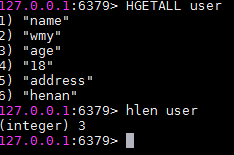 127.0.0.1:6379> HGETALL user
1) "name"
2) "wmy"
3) "age"
4) "18"
5) "address"
6) "henan"
127.0.0.1:6379> hlen user
(integer) 3
127.0.0.1:6379>